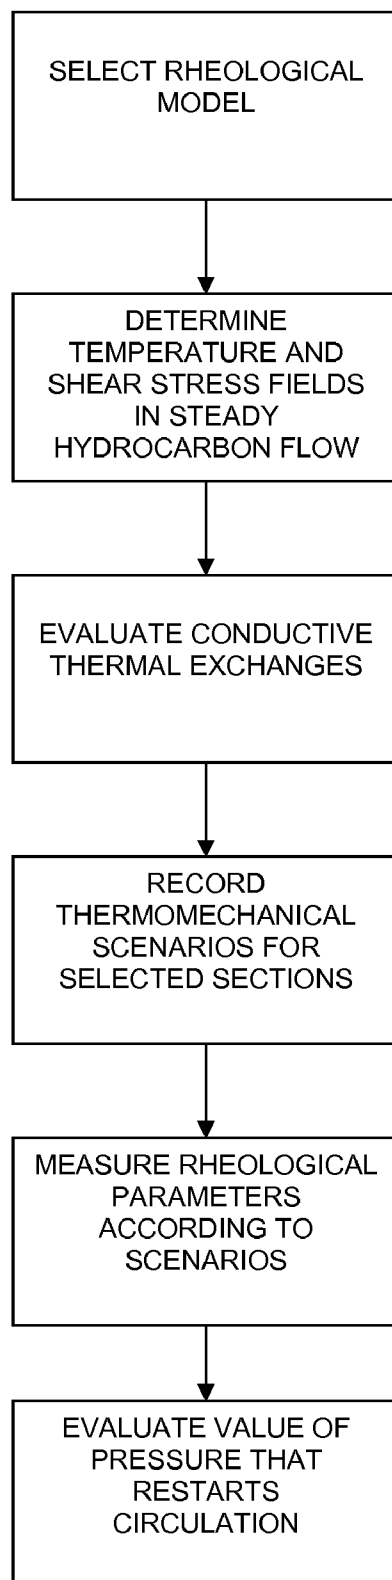 SELECT RHEOLOGICAL
MODEL
DETERMINE
TEMPERATURE AND
SHEAR STRESS FIELDS
IN STEADY
HYDROCARBON FLOW
EVALUATE CONDUCTIVE
THERMAL EXCHANGES
RECORD
THERMOMECHANICAL
SCENARIOS FOR
SELECTED SECTIONS
MEASURE RHEOLOGICAL
PARAMETERS
ACCORDING TO
SCENARIOS
EVALUATE VALUE OF
PRESSURE THAT
RESTARTS
CIRCULATION